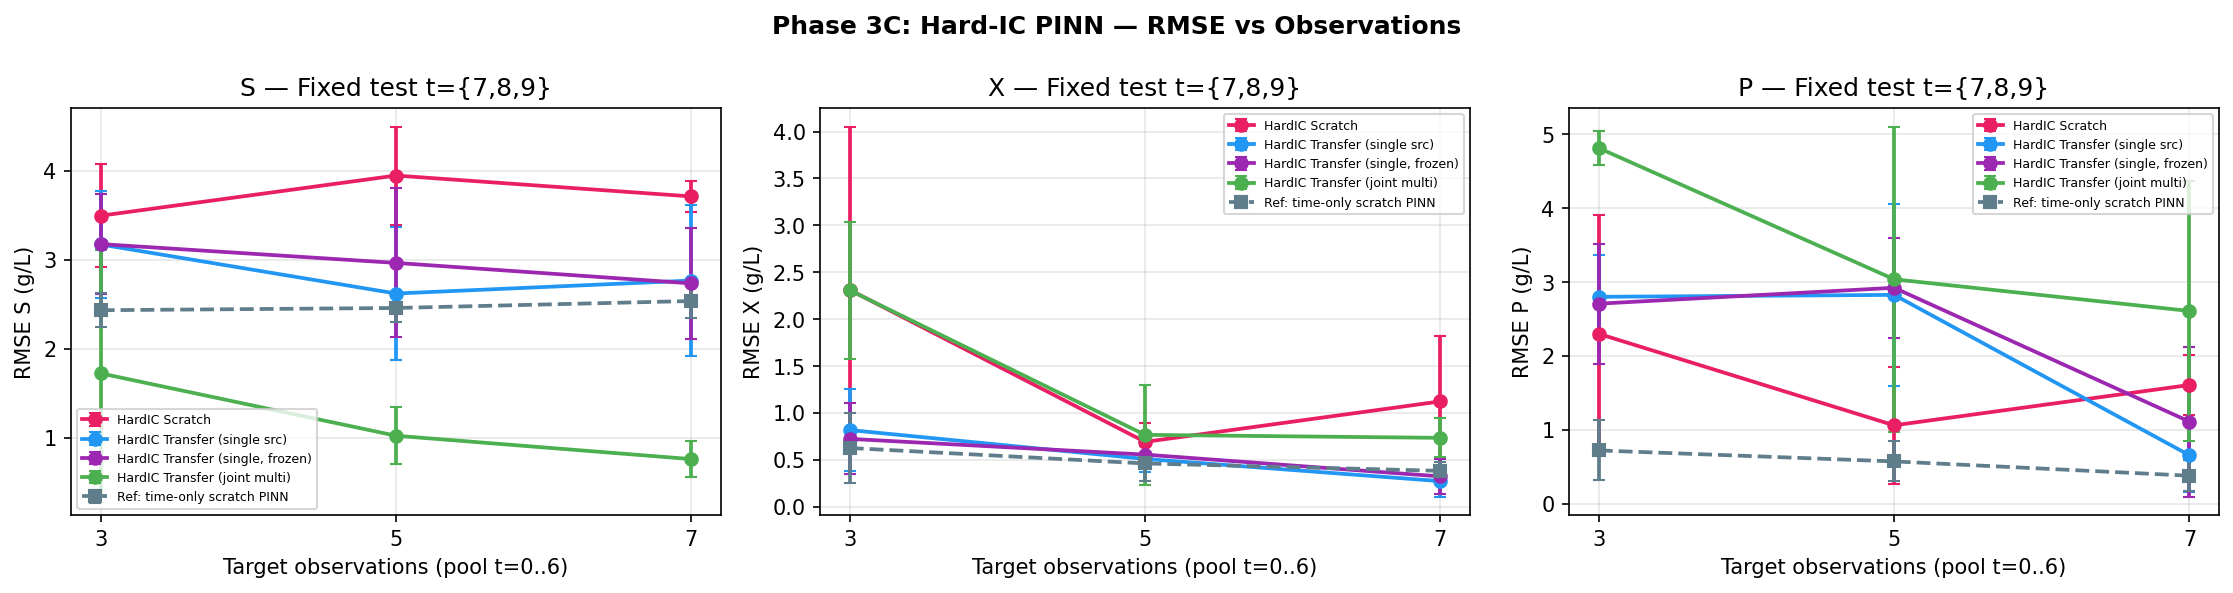 Phase 3C: Hard-IC PINN — RMSE vs Observations
S — Fixed test t={7,8,9}
RMSE S (g/L)
4
3
2
1
HardIC Scratch
HardIC Transfer (single src)
HardIC Transfer (single, frozen)
HardIC Transfer (joint multi)
Ref: time-only scratch PINN
3 5 7
Target observations (pool t=0..6)
X — Fixed test t={7,8,9}
RMSE X (g/L)
4.0
3.5
3.0
2.5
2.0
1.5
1.0
0.5
0.0
HardIC Scratch
HardIC Transfer (single src)
HardIC Transfer (single, frozen)
HardIC Transfer (joint multi)
Ref: time-only scratch PINN
3 5 7
Target observations (pool t=0..6)
P — Fixed test t={7,8,9}
RMSE P (g/L)
5
4
3
2
1
0
HardIC Scratch
HardIC Transfer (single src)
HardIC Transfer (single, frozen)
HardIC Transfer (joint multi)
Ref: time-only scratch PINN
3 5 7
Target observations (pool t=0..6)